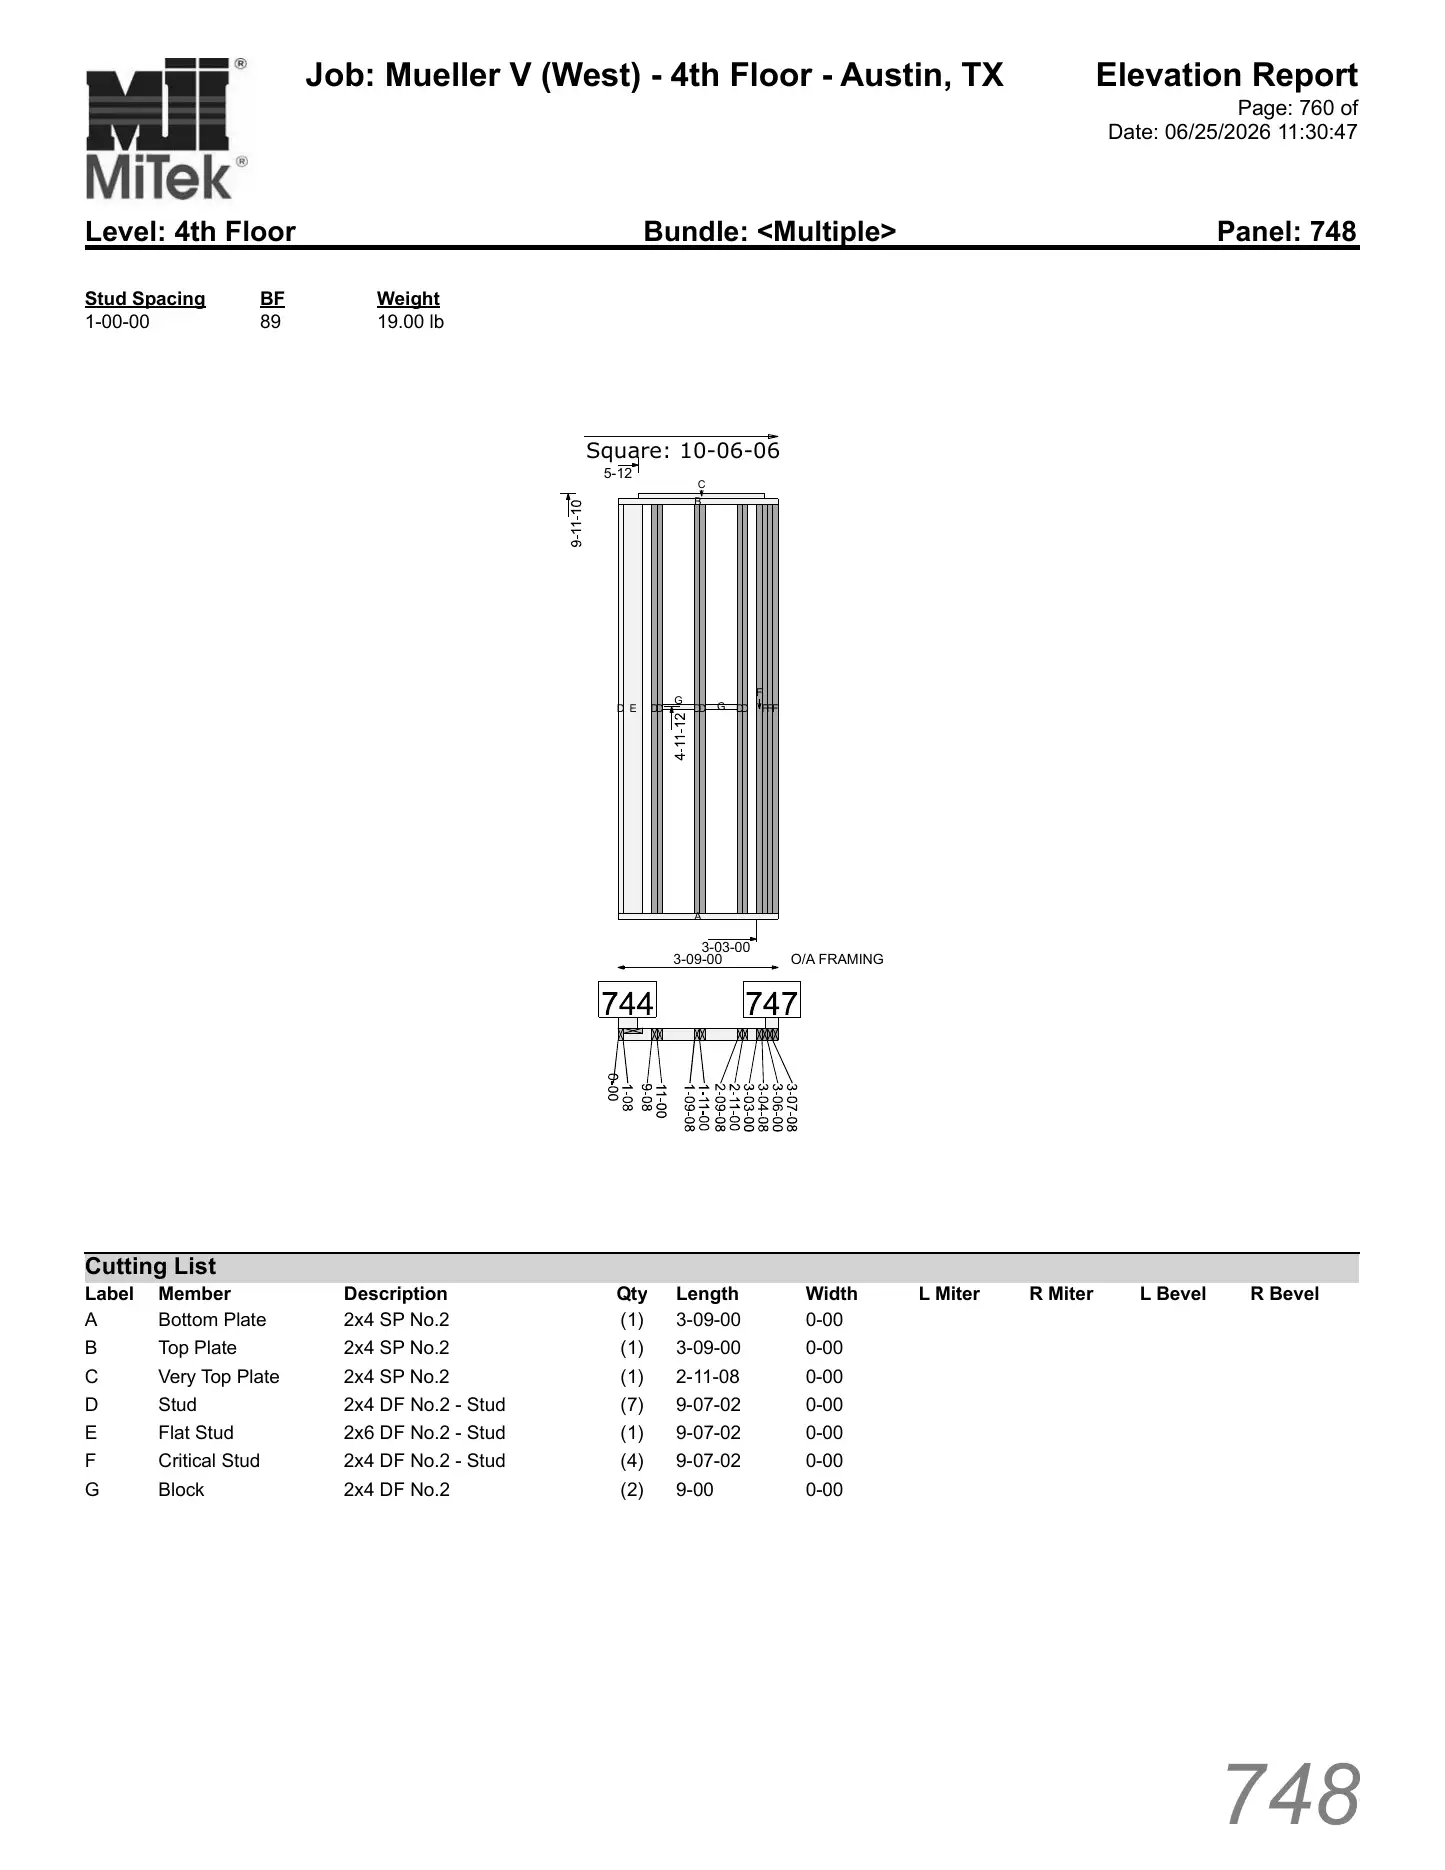 Job: Mueller V (West) - 4th Floor - Austin, TX
Elevation Report
Page: 760 of
Date: 06/25/2026 11:30:47
MiTek®
Level: 4th Floor Bundle: <Multiple> Panel: 748
Stud Spacing BF Weight
1-00-00 89 19.00 lb
Square: 10-06-06
5-12
C
B
9-11-10
F
G
D E D D D D G D D F F F
4-11-12
A
3-03-00
3-09-00 O/A FRAMING
744 747
0-00 1-08 9-08 11-00 1-09-08 1-11-00 2-09-08 2-11-00 3-03-00 3-04-08 3-06-00 3-07-08
Cutting List
Label Member Description Qty Length Width L Miter R Miter L Bevel R Bevel
A Bottom Plate 2x4 SP No.2 (1) 3-09-00 0-00
B Top Plate 2x4 SP No.2 (1) 3-09-00 0-00
C Very Top Plate 2x4 SP No.2 (1) 2-11-08 0-00
D Stud 2x4 DF No.2 - Stud (7) 9-07-02 0-00
E Flat Stud 2x6 DF No.2 - Stud (1) 9-07-02 0-00
F Critical Stud 2x4 DF No.2 - Stud (4) 9-07-02 0-00
G Block 2x4 DF No.2 (2) 9-00 0-00
748